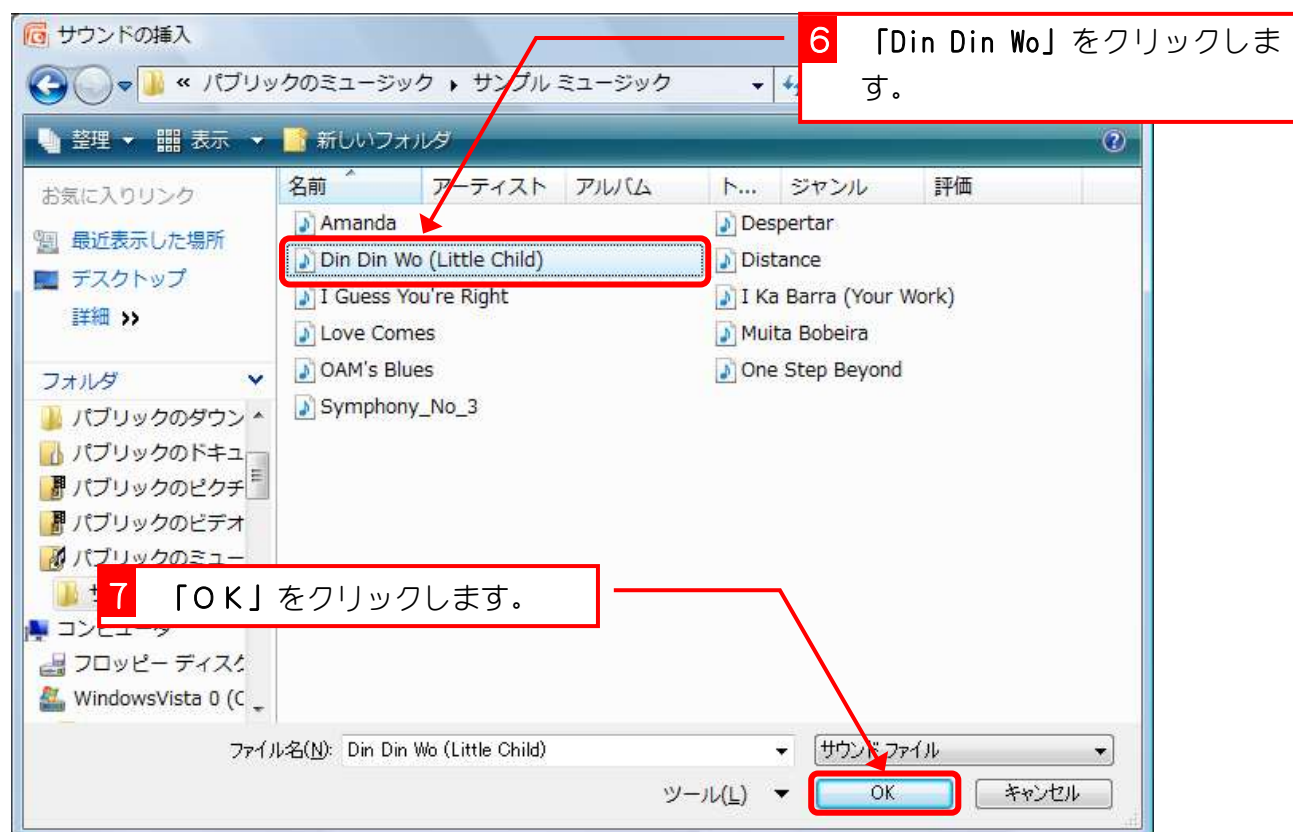 サウンドの挿入
6 「Din Din Wo」をクリックしま
す。
« パブリックのミュージック ▸ サンプル ミュージック
整理 表示 新しいフォルダ
お気に入りリンク
最近表示した場所
デスクトップ
詳細 »
名前 アーティスト アルバム ト... ジャンル 評価
Amanda
Despertar
Din Din Wo (Little Child)
Distance
I Guess You're Right
I Ka Barra (Your Work)
Love Comes
Muita Bobeira
OAM's Blues
One Step Beyond
Symphony_No_3
フォルダ
パブリックのダウン
パブリックのドキュ
パブリックのピクチ
パブリックのビデオ
パブリックのミュー
7 「ＯＫ」をクリックします。
コンピュータ
フロッピー ディスク
WindowsVista 0 (C
ファイル名(N): Din Din Wo (Little Child)
サウンド ファイル
ツール(L)
OK
キャンセル